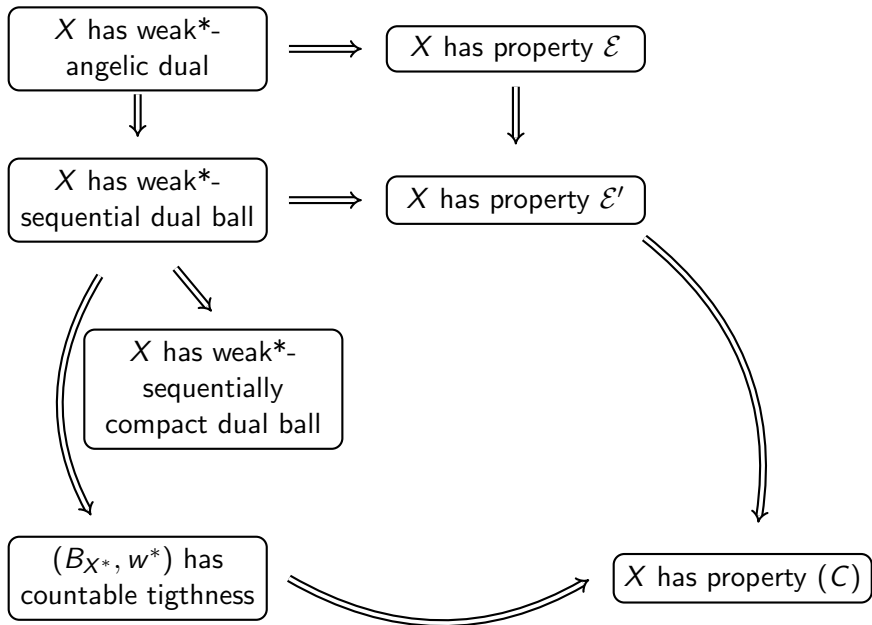 X has weak*-
angelic dual
X has property ℰ
X has weak*-
sequential dual ball
X has property ℰ′
X has weak*-
sequentially
compact dual ball
(B_{X*}, w*) has
countable tigthness
X has property (C)